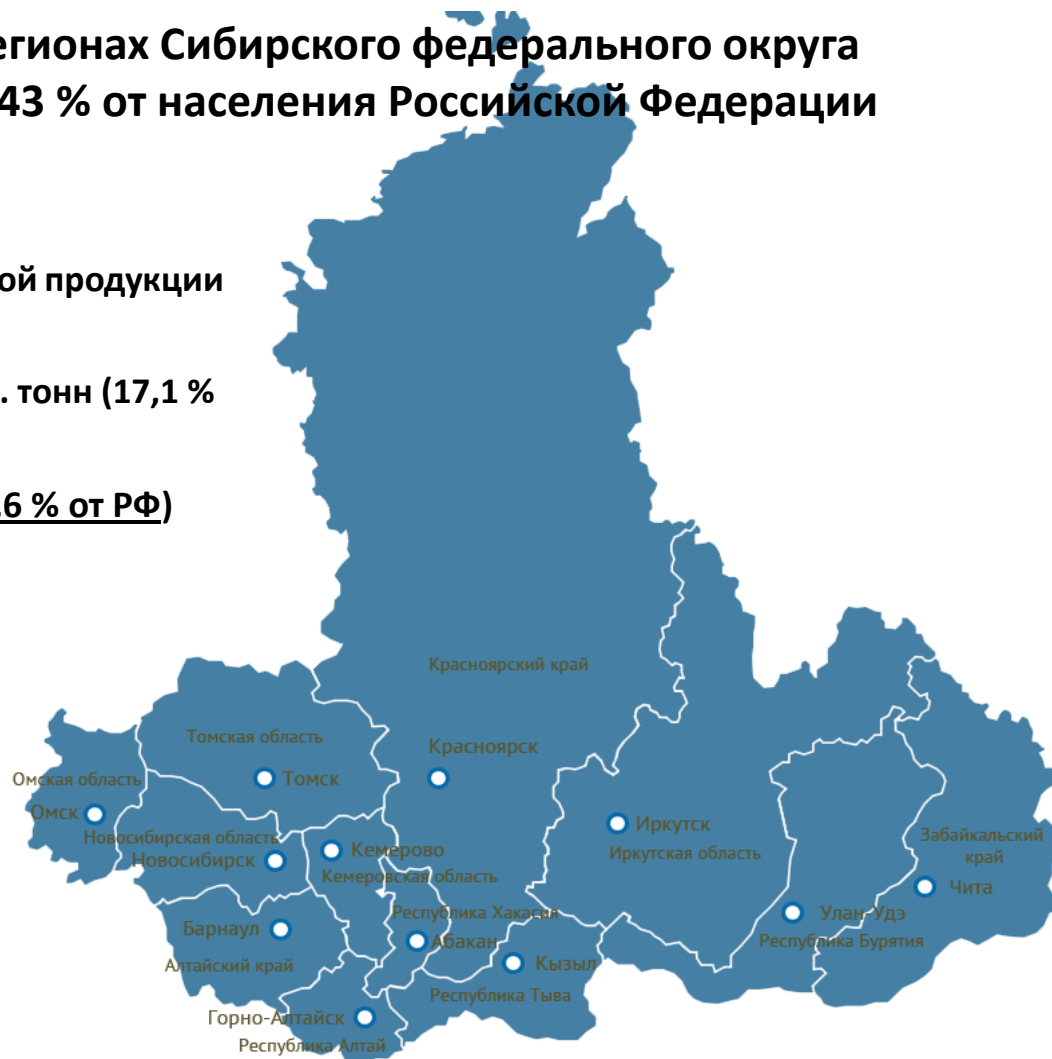 егионах Сибирского федерального округа
43 % от населения Российской Федерации
ой продукции
. тонн (17,1 %
6 % от РФ)
Красноярский край
Томская область
Красноярск
Омская область
Томск
Омск
Иркутск
Новосибирская область
Забайкальский
край
Новосибирск
Кемерово
Иркутская область
Кемеровская область
Чита
Республика Хакасия
Улан-Удэ
Барнаул
Абакан
Республика Бурятия
Алтайский край
Кызыл
Республика Тыва
Горно-Алтайск
Республика Алтай